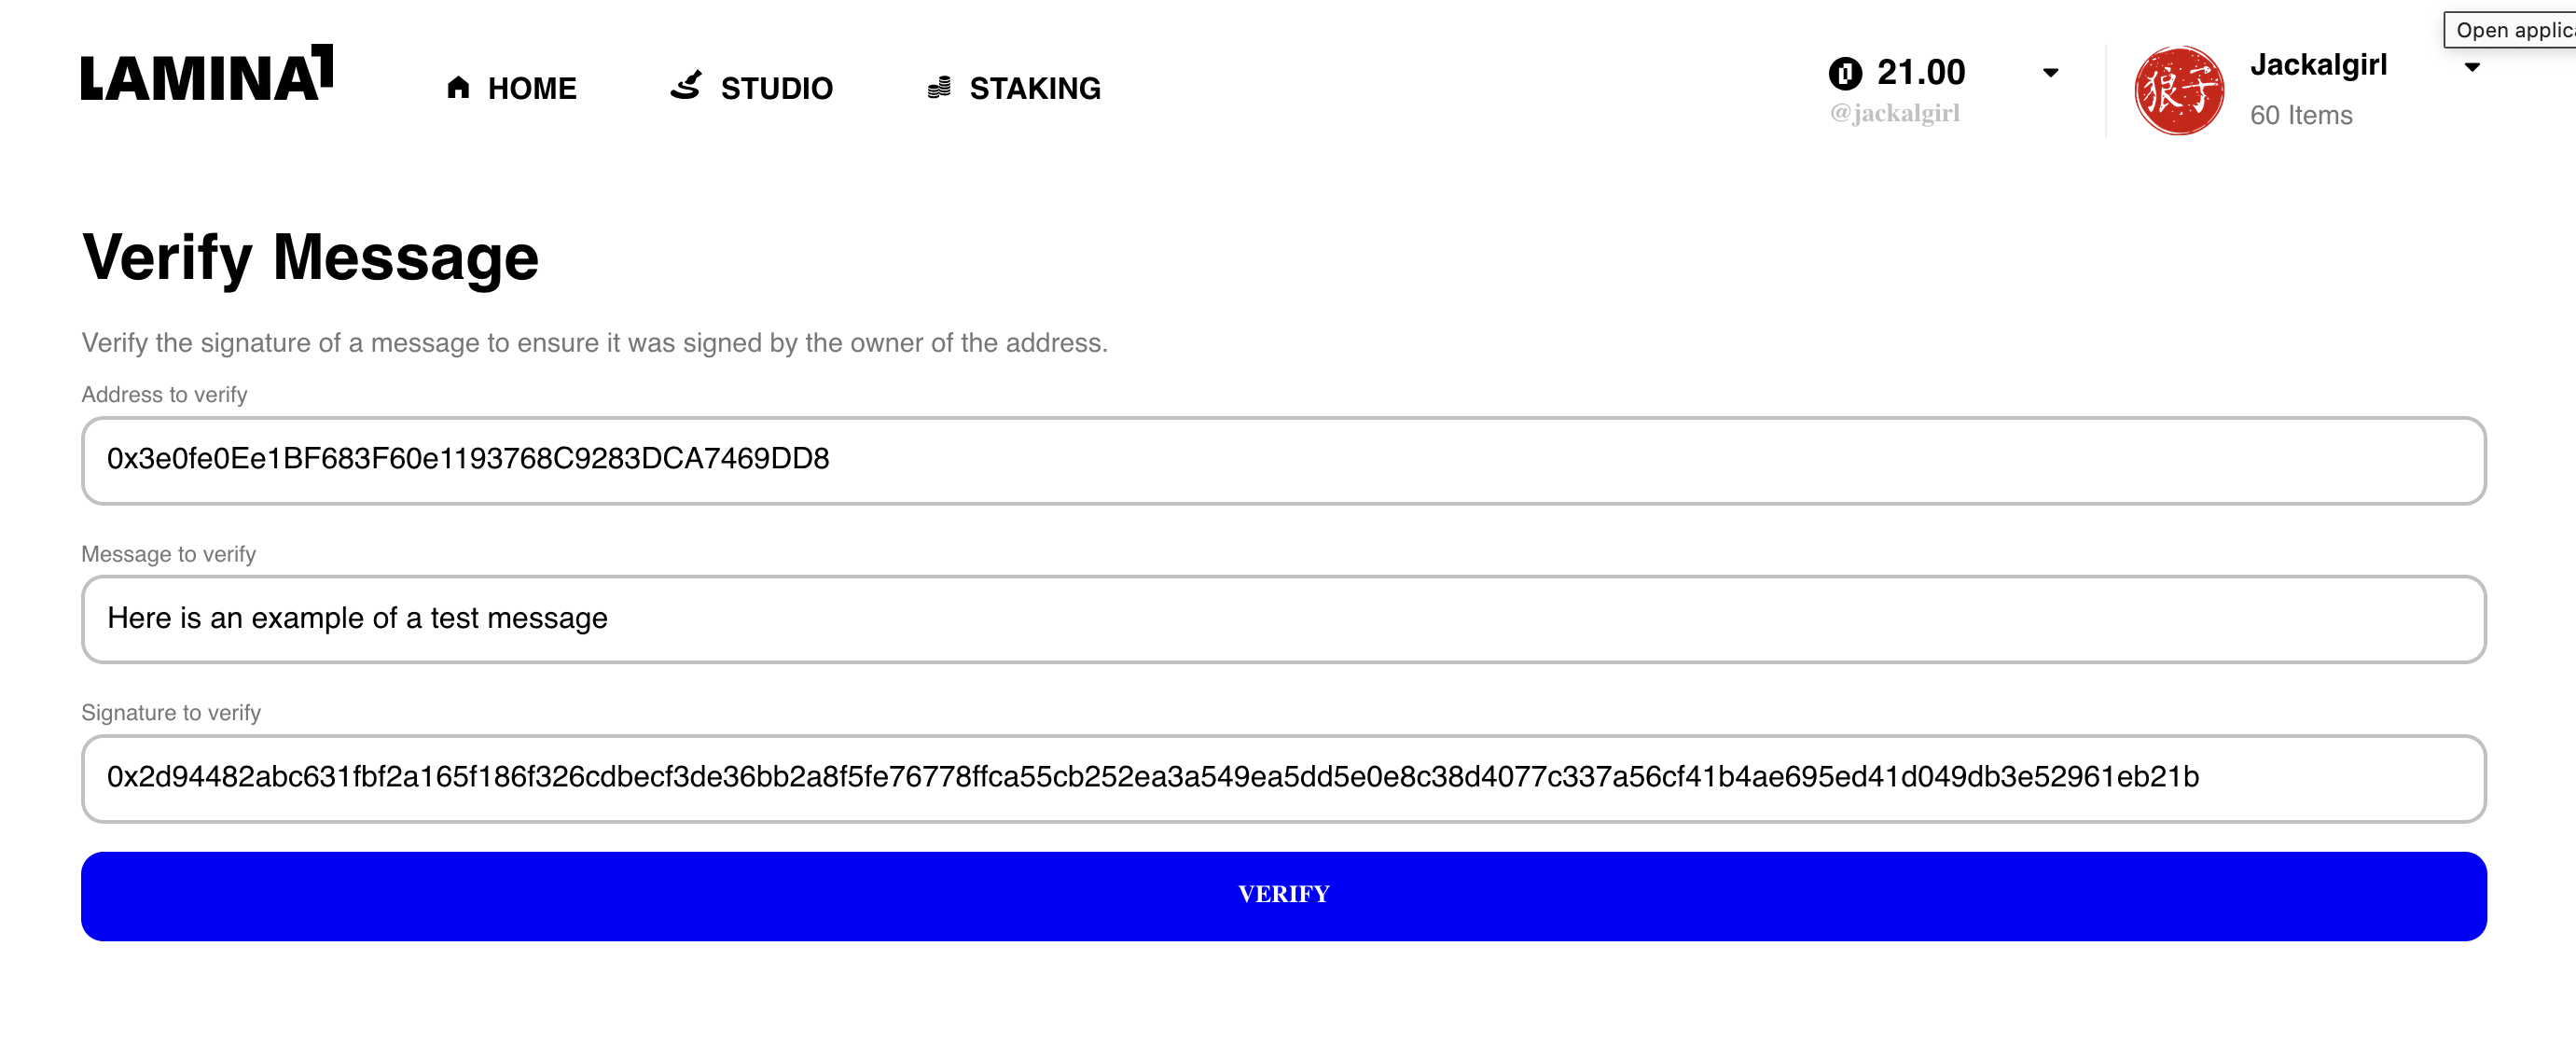 LAMINA1
HOME
STUDIO
STAKING
21.00
@jackalgirl
狼子
Jackalgirl
60 Items
Open applica
Verify Message
Verify the signature of a message to ensure it was signed by the owner of the address.
Address to verify
0x3e0fe0Ee1BF683F60e1193768C9283DCA7469DD8
Message to verify
Here is an example of a test message
Signature to verify
0x2d94482abc631fbf2a165f186f326cdbecf3de36bb2a8f5fe76778ffca55cb252ea3a549ea5dd5e0e8c38d4077c337a56cf41b4ae695ed41d049db3e52961eb21b
VERIFY